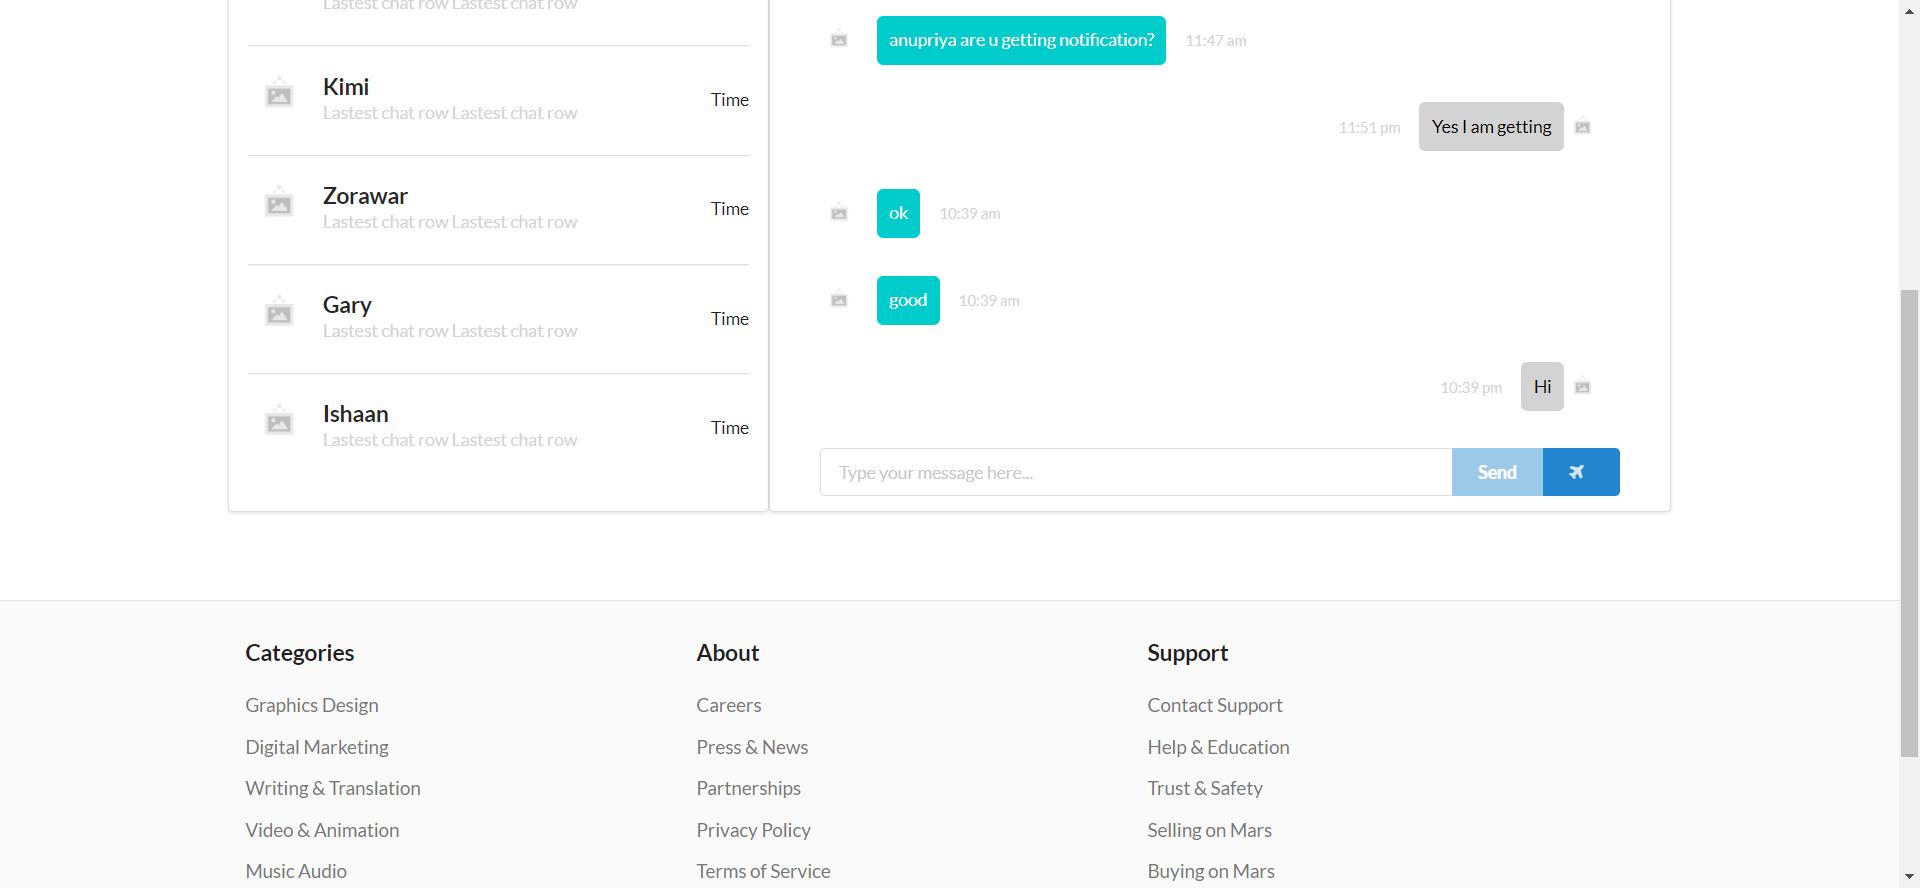 Lastest chat row Lastest chat row
Kimi
Lastest chat row Lastest chat row
Time
Zorawar
Lastest chat row Lastest chat row
Time
Gary
Lastest chat row Lastest chat row
Time
Ishaan
Lastest chat row Lastest chat row
Time
anupriya are u getting notification?
11:47 am
11:51 pm
Yes I am getting
ok
10:39 am
good
10:39 am
10:39 pm
Hi
Type your message here...
Send
Categories
Graphics Design
Digital Marketing
Writing & Translation
Video & Animation
Music Audio
About
Careers
Press & News
Partnerships
Privacy Policy
Terms of Service
Support
Contact Support
Help & Education
Trust & Safety
Selling on Mars
Buying on Mars